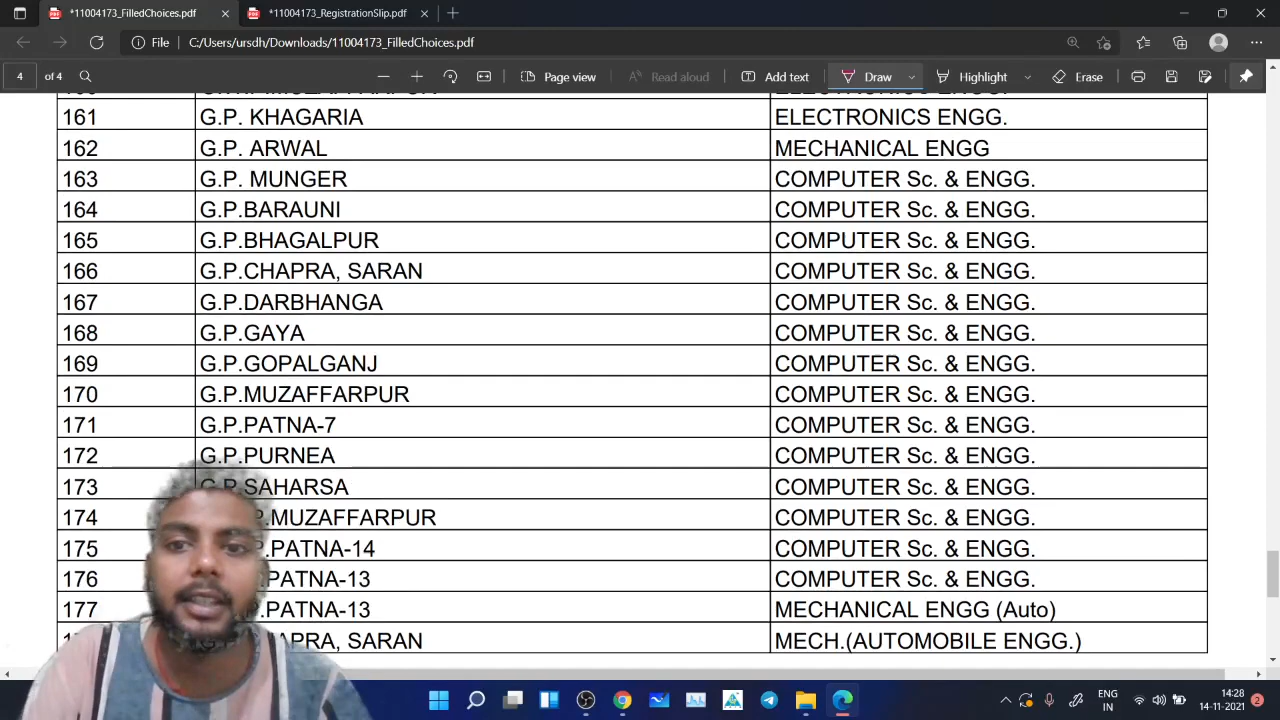 *11004173_FilledChoices.pdf
*11004173_RegistrationSlip.pdf
File C:/Users/ursdh/Downloads/11004173_FilledChoices.pdf
4 of 4 Page view Read aloud Add text Draw Highlight Erase
161 G.P. KHAGARIA ELECTRONICS ENGG.
162 G.P. ARWAL MECHANICAL ENGG
163 G.P. MUNGER COMPUTER Sc. & ENGG.
164 G.P.BARAUNI COMPUTER Sc. & ENGG.
165 G.P.BHAGALPUR COMPUTER Sc. & ENGG.
166 G.P.CHAPRA, SARAN COMPUTER Sc. & ENGG.
167 G.P.DARBHANGA COMPUTER Sc. & ENGG.
168 G.P.GAYA COMPUTER Sc. & ENGG.
169 G.P.GOPALGANJ COMPUTER Sc. & ENGG.
170 G.P.MUZAFFARPUR COMPUTER Sc. & ENGG.
171 G.P.PATNA-7 COMPUTER Sc. & ENGG.
172 G.P.PURNEA COMPUTER Sc. & ENGG.
173 G.P.SAHARSA COMPUTER Sc. & ENGG.
174 P.MUZAFFARPUR COMPUTER Sc. & ENGG.
175 .PATNA-14 COMPUTER Sc. & ENGG.
176 .PATNA-13 COMPUTER Sc. & ENGG.
177 .PATNA-13 MECHANICAL ENGG (Auto)
SARAN MECH.(AUTOMOBILE ENGG.)
ENG
IN
14:28
14-11-2021
2